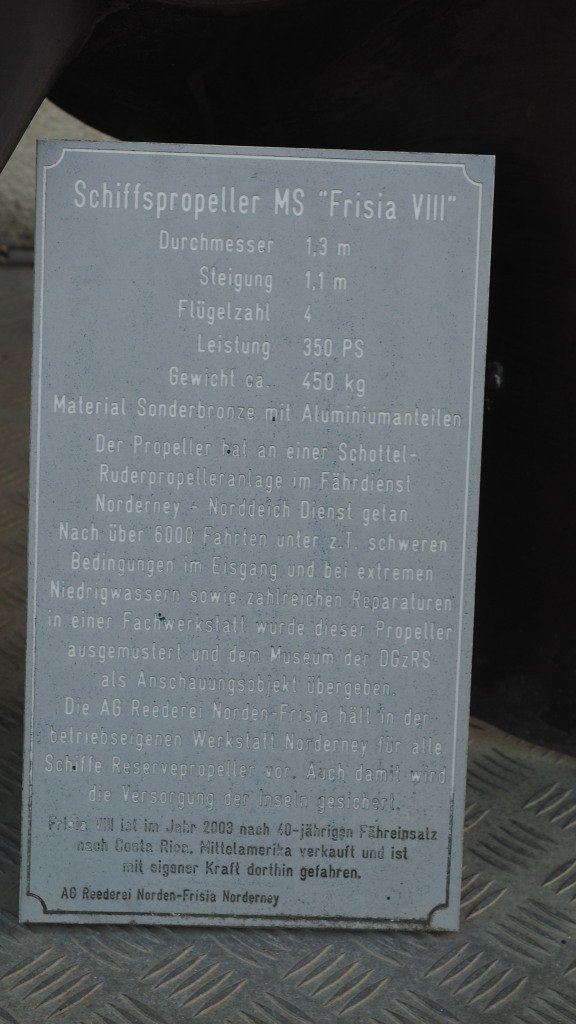 Schiffspropeller MS "Frisia VIII"
Durchmesser 1,3 m
Steigung 1,1 m
Flügelzahl 4
Leistung 350 PS
Gewicht ca. 450 kg
Material Sonderbronze mit Aluminiumanteilen
Der Propeller hat an einer Schottel-
Ruderpropelleranlage im Fährdienst
Norderney - Norddeich Dienst getan.
Nach über 6000 Fahrten unter z.T. schweren
Bedingungen im Eisgang und bei extremen
Niedrigwassern sowie zahlreichen Reparaturen
in einer Fachwerkstatt wurde dieser Propeller
ausgemustert und dem Museum der DGzRS
als Anschauungsobjekt übergeben.
Die AG Reederei Norden-Frisia hält in der
betriebseigenen Werkstatt Norderney für alle
Schiffe Reservepropeller vor. Auch damit wird
die Versorgung der Inseln gesichert.
Frisia VIII ist im Jahr 2003 nach 40-jährigen Fähreinsatz
nach Costa Rica, Mittelamerika verkauft und ist
mit eigener Kraft dorthin gefahren.
AG Reederei Norden-Frisia Norderney